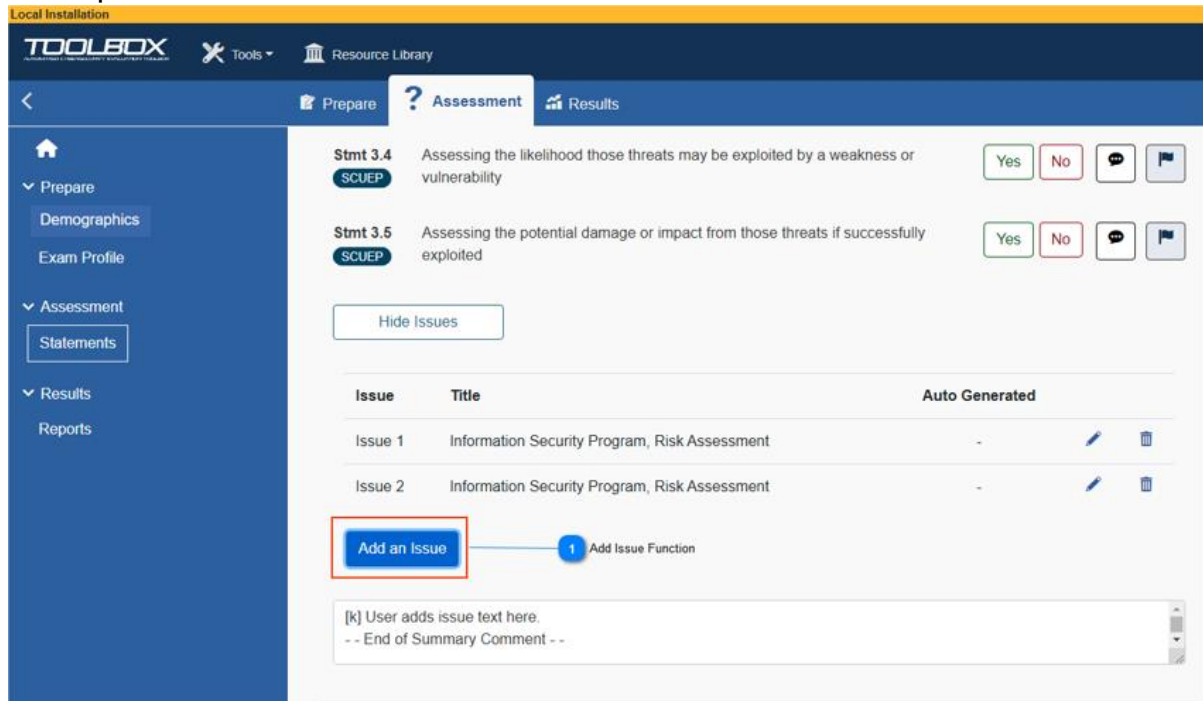 Local Installation
TOOLBOX
Tools
Resource Library
Prepare
? Assessment
Results
Prepare
Demographics
Exam Profile
Assessment
Statements
Results
Reports
Stmt 3.4 Assessing the likelihood those threats may be exploited by a weakness or
SCUEP vulnerability
Yes No
Stmt 3.5 Assessing the potential damage or impact from those threats if successfully
SCUEP exploited
Yes No
Hide Issues
Issue Title Auto Generated
Issue 1 Information Security Program, Risk Assessment -
Issue 2 Information Security Program, Risk Assessment -
Add an Issue 1 Add Issue Function
[k] User adds issue text here.
- - End of Summary Comment - -